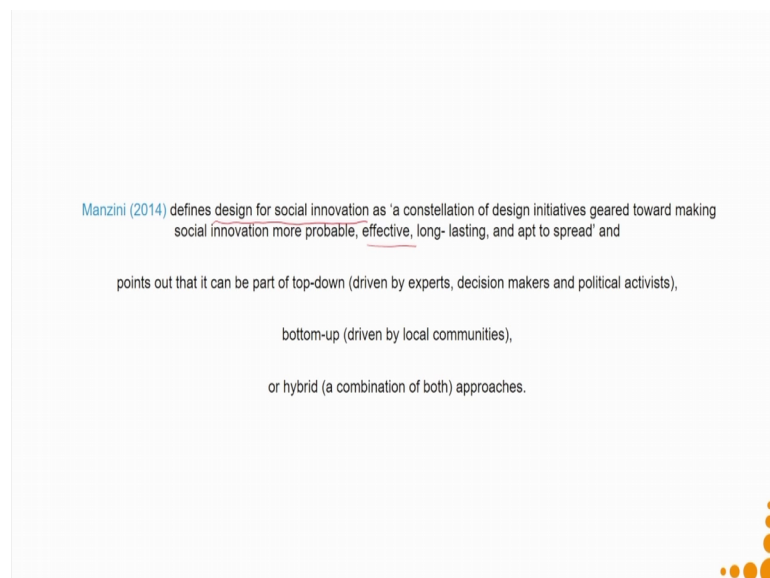 Manzini (2014) defines design for social innovation as 'a constellation of design initiatives geared toward making
social innovation more probable, effective, long- lasting, and apt to spread' and
points out that it can be part of top-down (driven by experts, decision makers and political activists),
bottom-up (driven by local communities),
or hybrid (a combination of both) approaches.